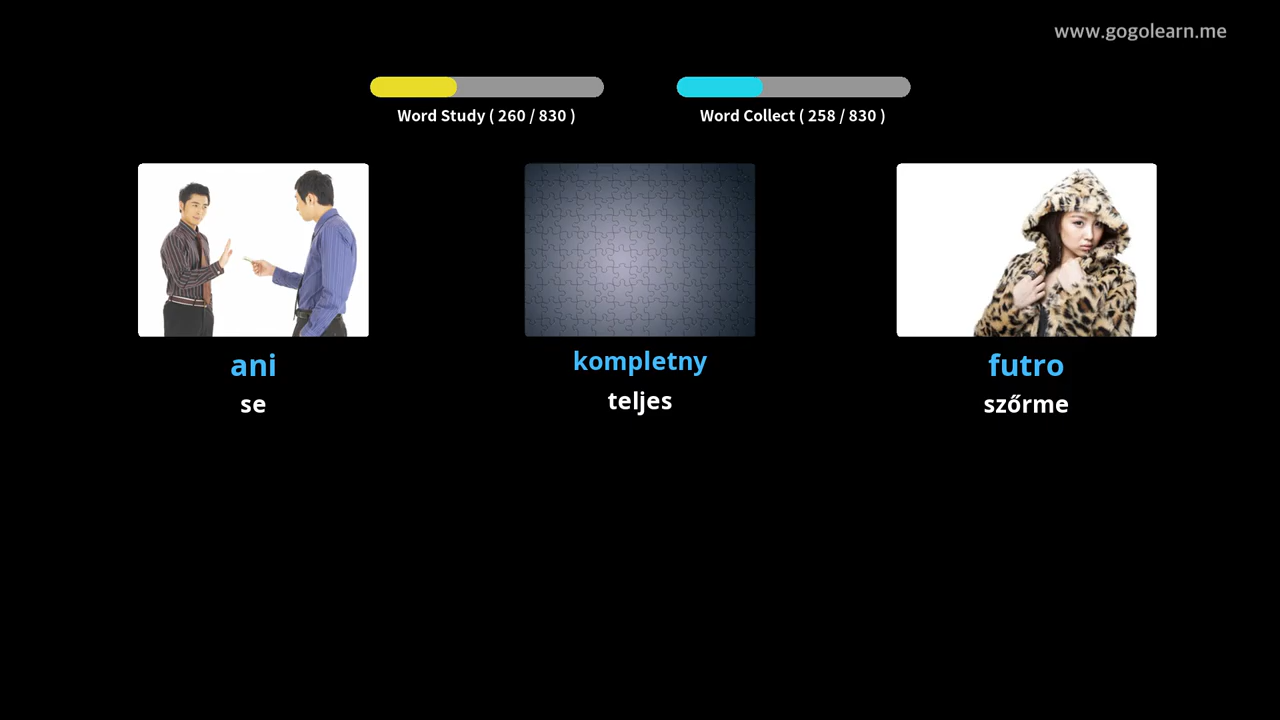 www.gogolearn.me
Word Study ( 260 / 830 )
Word Collect ( 258 / 830 )
ani
se
kompletny
teljes
futro
szőrme